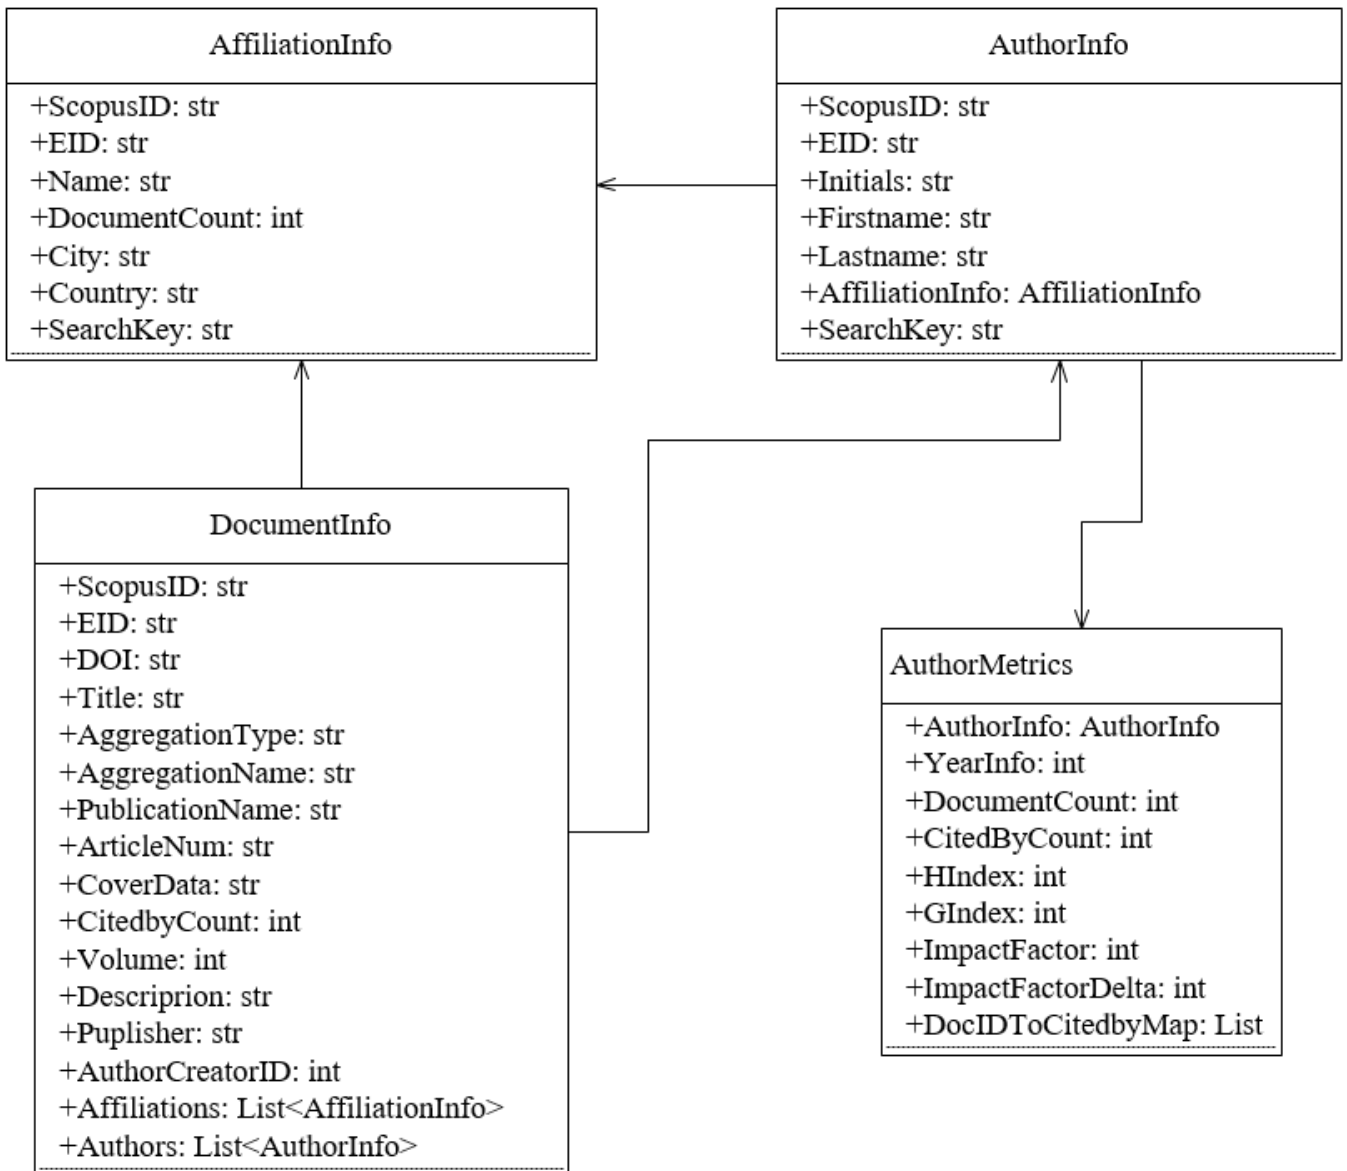 AffiliationInfo
+ScopusID: str
+EID: str
+Name: str
+DocumentCount: int
+City: str
+Country: str
+SearchKey: str
AuthorInfo
+ScopusID: str
+EID: str
+Initials: str
+Firstname: str
+Lastname: str
+AffiliationInfo: AffiliationInfo
+SearchKey: str
DocumentInfo
+ScopusID: str
+EID: str
+DOI: str
+Title: str
+AggregationType: str
+AggregationName: str
+PublicationName: str
+ArticleNum: str
+CoverData: str
+CitedbyCount: int
+Volume: int
+Descriprion: str
+Puplisher: str
+AuthorCreatorID: int
+Affiliations: List<AffiliationInfo>
+Authors: List<AuthorInfo>
AuthorMetrics
+AuthorInfo: AuthorInfo
+YearInfo: int
+DocumentCount: int
+CitedByCount: int
+HIndex: int
+GIndex: int
+ImpactFactor: int
+ImpactFactorDelta: int
+DocIDToCitedbyMap: List